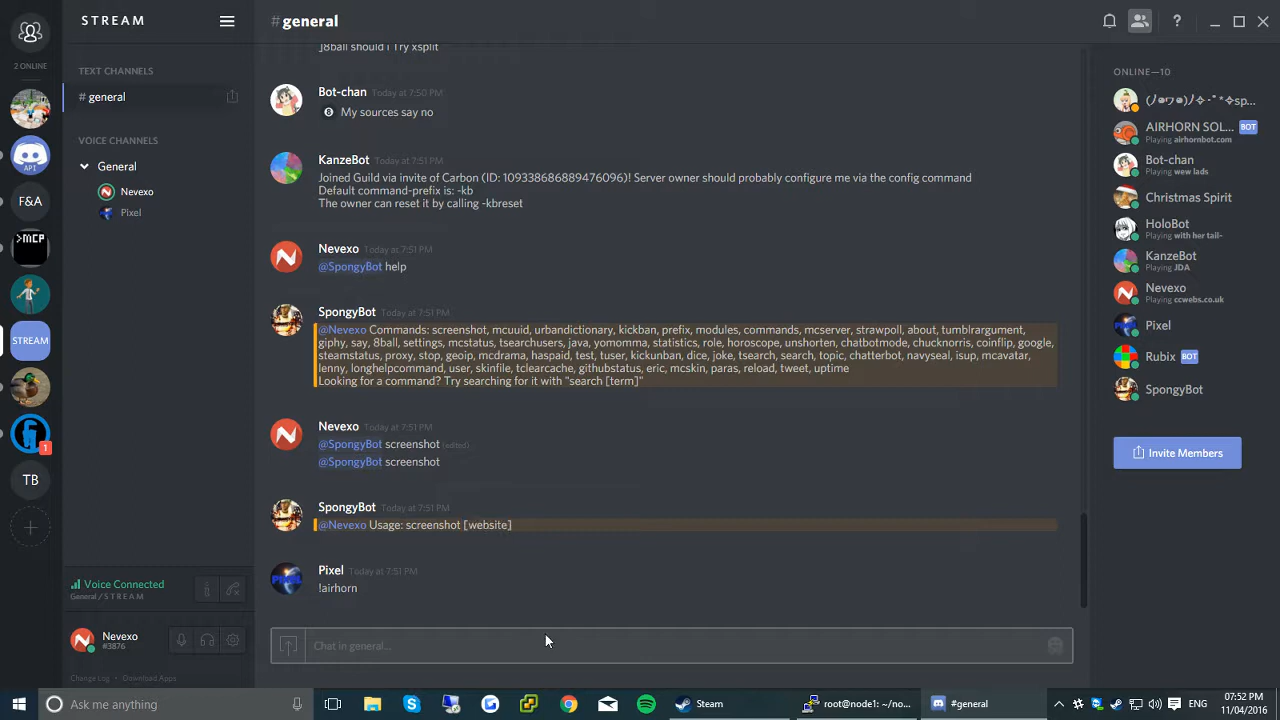 STREAM
#general
2 ONLINE
TEXT CHANNELS
# general
VOICE CHANNELS
General
Nevexo
Pixel
API
F&A
>MCP
STREAM
1
TB
]8ball should i Try xsplit
Bot-chan Today at 7:50 PM
8 My sources say no
KanzeBot Today at 7:51 PM
Joined Guild via invite of Carbon (ID: 109338686889476096)! Server owner should probably configure me via the config command
Default command-prefix is: -kb
The owner can reset it by calling -kbreset
Nevexo Today at 7:51 PM
@SpongyBot help
SpongyBot Today at 7:51 PM
@Nevexo Commands: screenshot, mcuuid, urbandictionary, kickban, prefix, modules, commands, mcserver, strawpoll, about, tumblrargument,
giphy, say, 8ball, settings, mcstatus, tsearchusers, java, yomomma, statistics, role, horoscope, unshorten, chatbotmode, chucknorris, coinflip, google,
steamstatus, proxy, stop, geoip, mcdrama, haspaid, test, tuser, kickunban, dice, joke, tsearch, search, topic, chatterbot, navyseal, isup, mcavatar,
lenny, longhelpcommand, user, skinfile, tclearcache, githubstatus, eric, mcskin, paras, reload, tweet, uptime
Looking for a command? Try searching for it with "search [term]"
Nevexo Today at 7:51 PM
@SpongyBot screenshot (edited)
@SpongyBot screenshot
SpongyBot Today at 7:51 PM
@Nevexo Usage: screenshot [website]
PIXEL
Pixel Today at 7:51 PM
!airhorn
Chat in general...
ONLINE—10
AIRHORN SOL... BOT
Playing airhornbot.com
Bot-chan
Playing wew lads
Christmas Spirit
HoloBot
Playing with her tail~
KanzeBot
Playing JDA
Nevexo
Playing ccwebs.co.uk
Pixel
Rubix BOT
SpongyBot
Invite Members
Voice Connected
General / S T R E A M
Nevexo
#3876
Change Log • Download Apps
Ask me anything
Steam
root@node1: ~/no...
#general
ENG
07:52 PM
11/04/2016